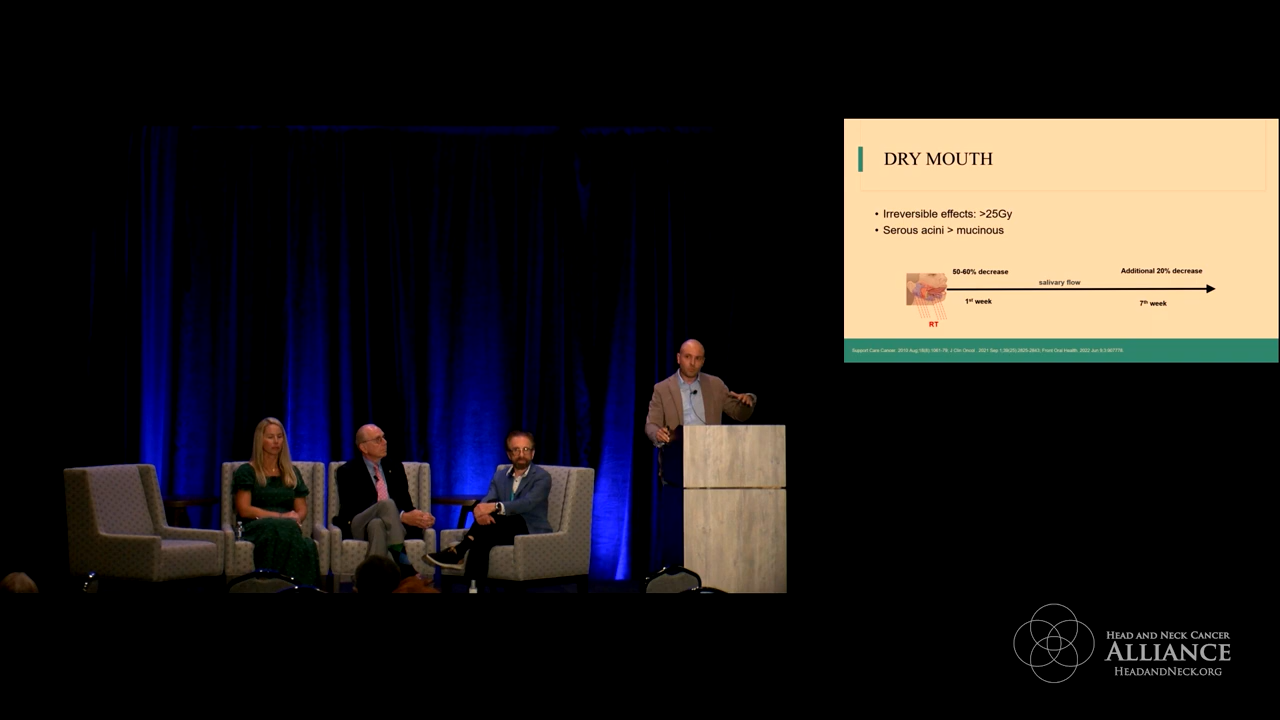 DRY MOUTH
• Irreversible effects: >25Gy
• Serous acini > mucinous
50-60% decrease
Additional 20% decrease
salivary flow
1st week
7th week
RT
HEAD AND NECK CANCER
ALLIANCE
HEADANDNECK.ORG